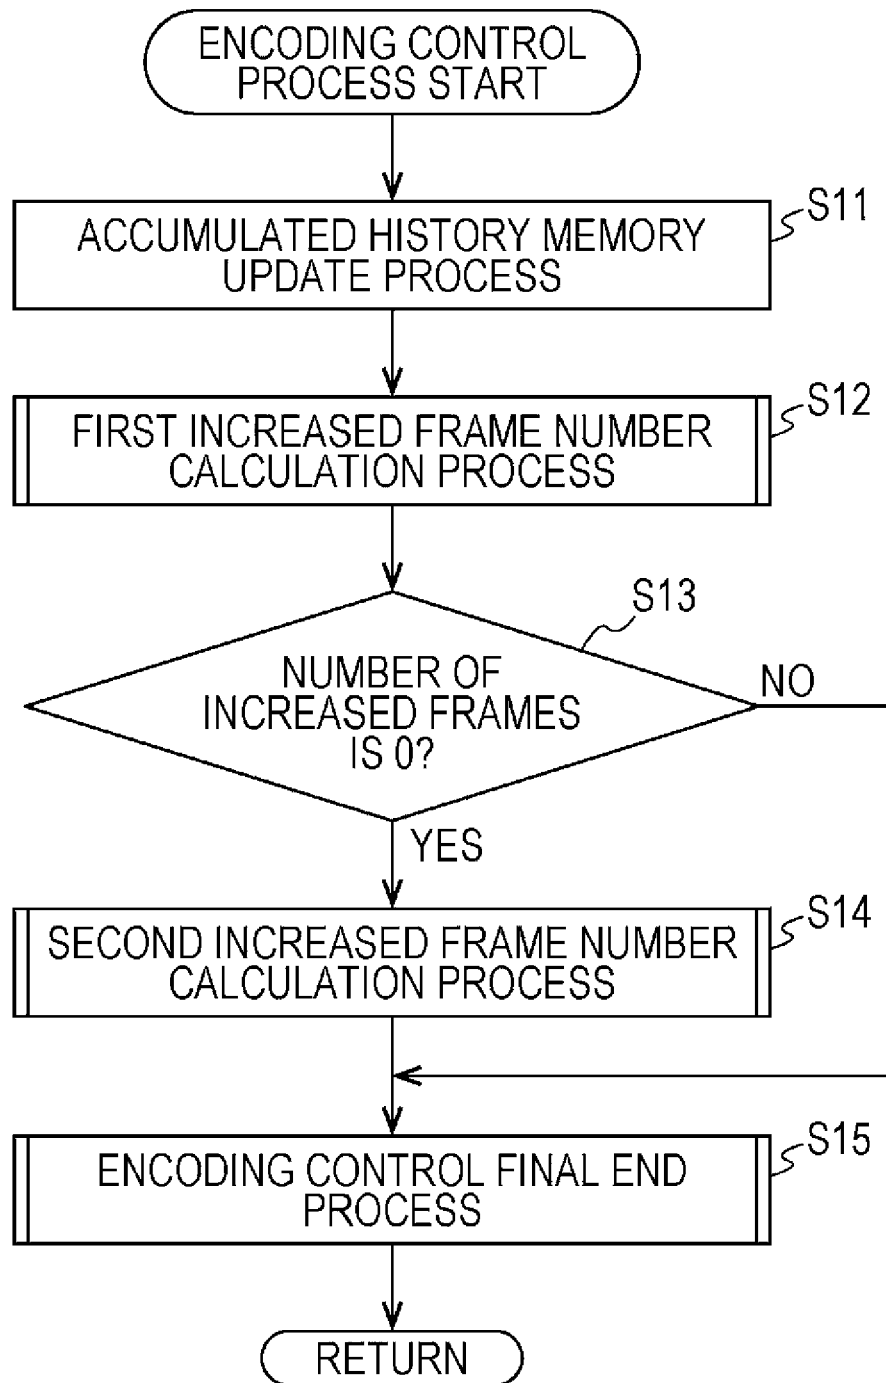 ENCODING CONTROL
PROCESS START
S11
ACCUMULATED HISTORY MEMORY
UPDATE PROCESS
S12
FIRST INCREASED FRAME NUMBER
CALCULATION PROCESS
S13
NUMBER OF
INCREASED FRAMES
IS 0?
NO
YES
S14
SECOND INCREASED FRAME NUMBER
CALCULATION PROCESS
S15
ENCODING CONTROL FINAL END
PROCESS
RETURN